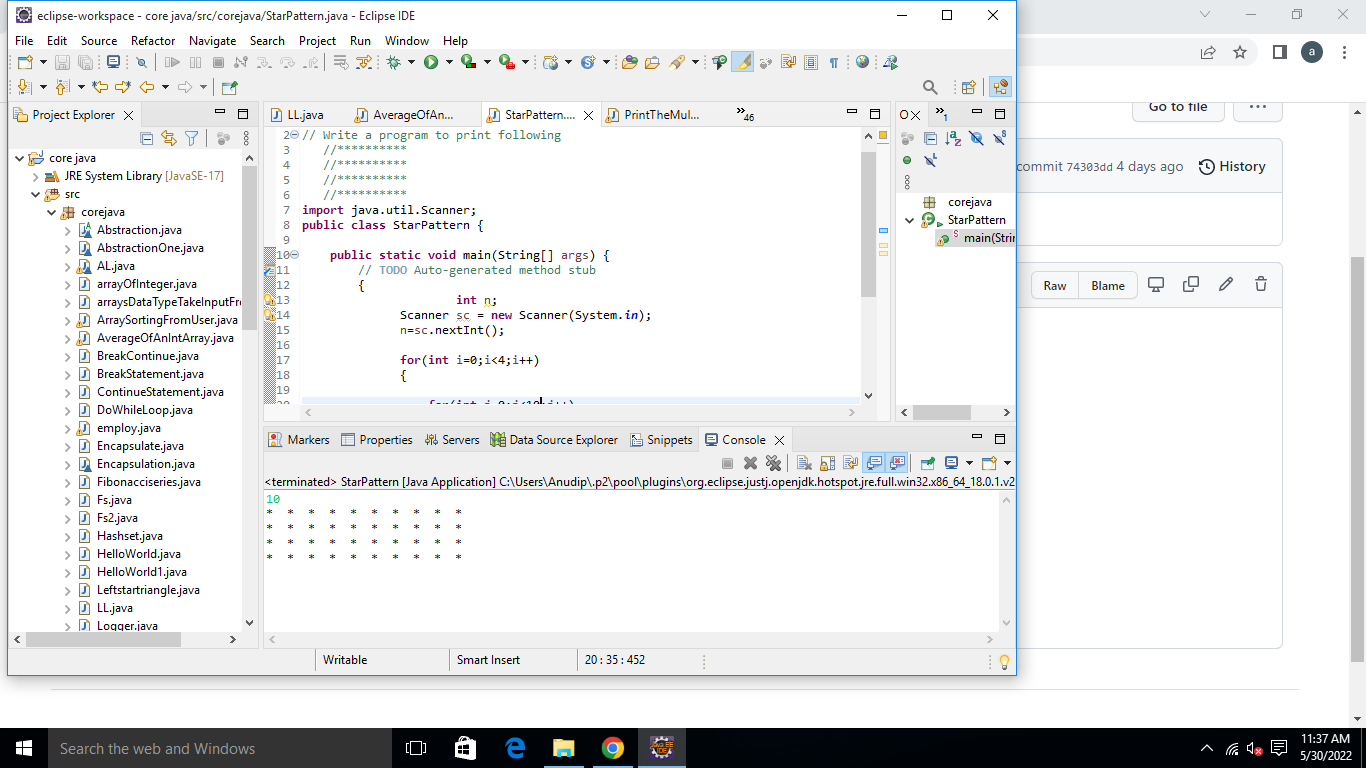 eclipse-workspace - core java/src/corejava/StarPattern.java - Eclipse IDE
File Edit Source Refactor Navigate Search Project Run Window Help
Project Explorer
core java
JRE System Library [JavaSE-17]
src
corejava
Abstraction.java
AbstractionOne.java
AL.java
arrayOfInteger.java
arraysDataTypeTakeInputFr
ArraySortingFromUser.java
AverageOfAnIntArray.java
BreakContinue.java
BreakStatement.java
ContinueStatement.java
DoWhileLoop.java
employ.java
Encapsulate.java
Encapsulation.java
Fibonacciseries.java
Fs.java
Fs2.java
Hashset.java
HelloWorld.java
HelloWorld1.java
Leftstartriangle.java
LL.java
Logger.java
LL.java AverageOfAn... StarPattern.... PrintTheMul... 46
2 // Write a program to print following
3 //**********
4 //**********
5 //**********
6 //**********
7 import java.util.Scanner;
8 public class StarPattern {
9
10 public static void main(String[] args) {
11 // TODO Auto-generated method stub
12 {
13 int n;
14 Scanner sc = new Scanner(System.in);
15 n=sc.nextInt();
16
17 for(int i=0;i<4;i++)
18 {
19
O
1
corejava
StarPattern
main(Strin
Markers Properties Servers Data Source Explorer Snippets Console
<terminated> StarPattern [Java Application] C:\Users\Anudip\.p2\pool\plugins\org.eclipse.justj.openjdk.hotspot.jre.full.win32.x86_64_18.0.1.v2
10
* * * * * * * * * *
* * * * * * * * * *
* * * * * * * * * *
* * * * * * * * * *
Writable Smart Insert 20 : 35 : 452
a
Go to file ...
commit 74303dd 4 days ago History
Raw Blame
Search the web and Windows
JAVA EE
IDE
11:37 AM
5/30/2022